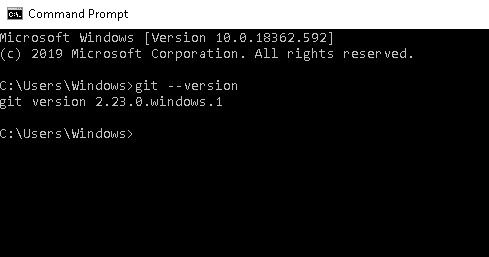 Command Prompt
Microsoft Windows [Version 10.0.18362.592]
(c) 2019 Microsoft Corporation. All rights reserved.
C:\Users\Windows>git --version
git version 2.23.0.windows.1
C:\Users\Windows>